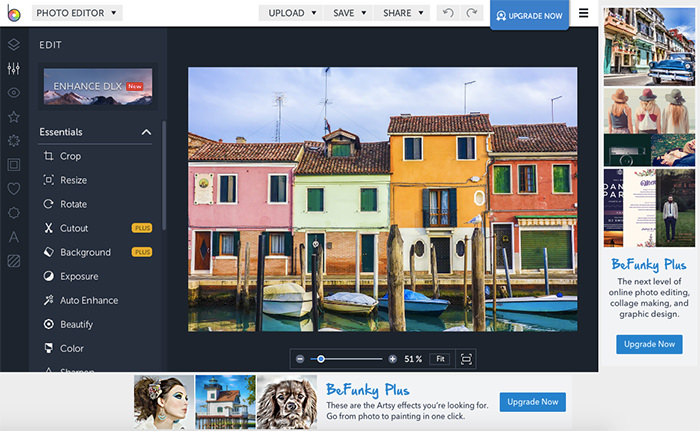 PHOTO EDITOR
UPLOAD
SAVE
SHARE
UPGRADE NOW
EDIT
ENHANCE DLX New
Essentials
Crop
Resize
Rotate
Cutout PLUS
Background PLUS
Exposure
Auto Enhance
Beautify
Color
Sharpen
51 % Fit
BeFunky Plus
The next level of
online photo editing,
collage making, and
graphic design.
Upgrade Now
BeFunky Plus
These are the Artsy effects you're looking for.
Go from photo to painting in one click.
Upgrade Now